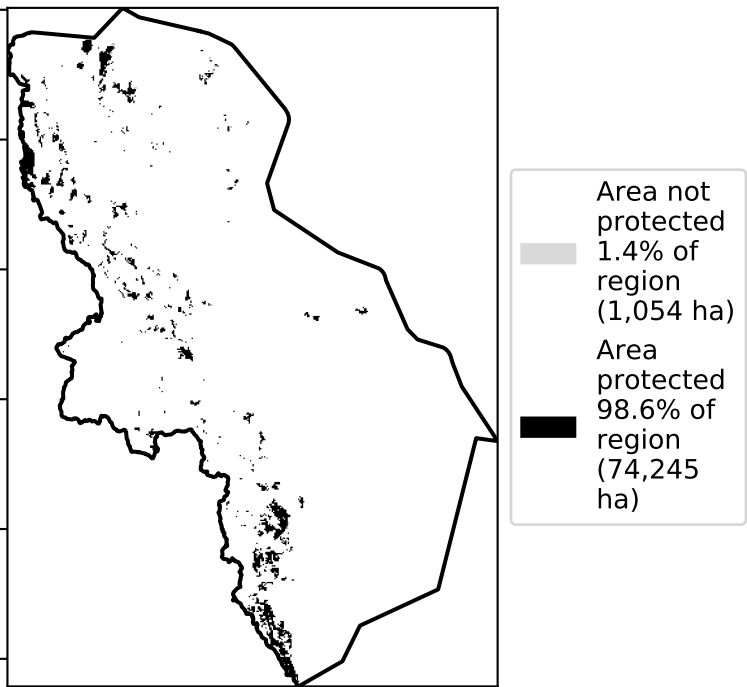 Area not
protected
1.4% of
region
(1,054 ha)
Area
protected
98.6% of
region
(74,245
ha)